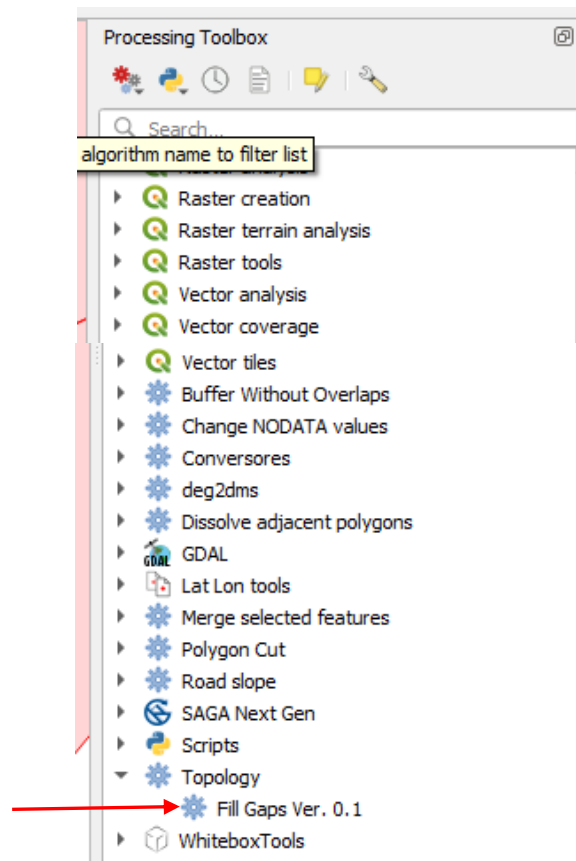 Processing Toolbox
Search...
algorithm name to filter list
Raster creation
Raster terrain analysis
Raster tools
Vector analysis
Vector coverage
Vector tiles
Buffer Without Overlaps
Change NODATA values
Conversores
deg2dms
Dissolve adjacent polygons
GDAL
GDAL
Lat Lon tools
Merge selected features
Polygon Cut
Road slope
SAGA Next Gen
Scripts
Topology
Fill Gaps Ver. 0.1
WhiteboxTools